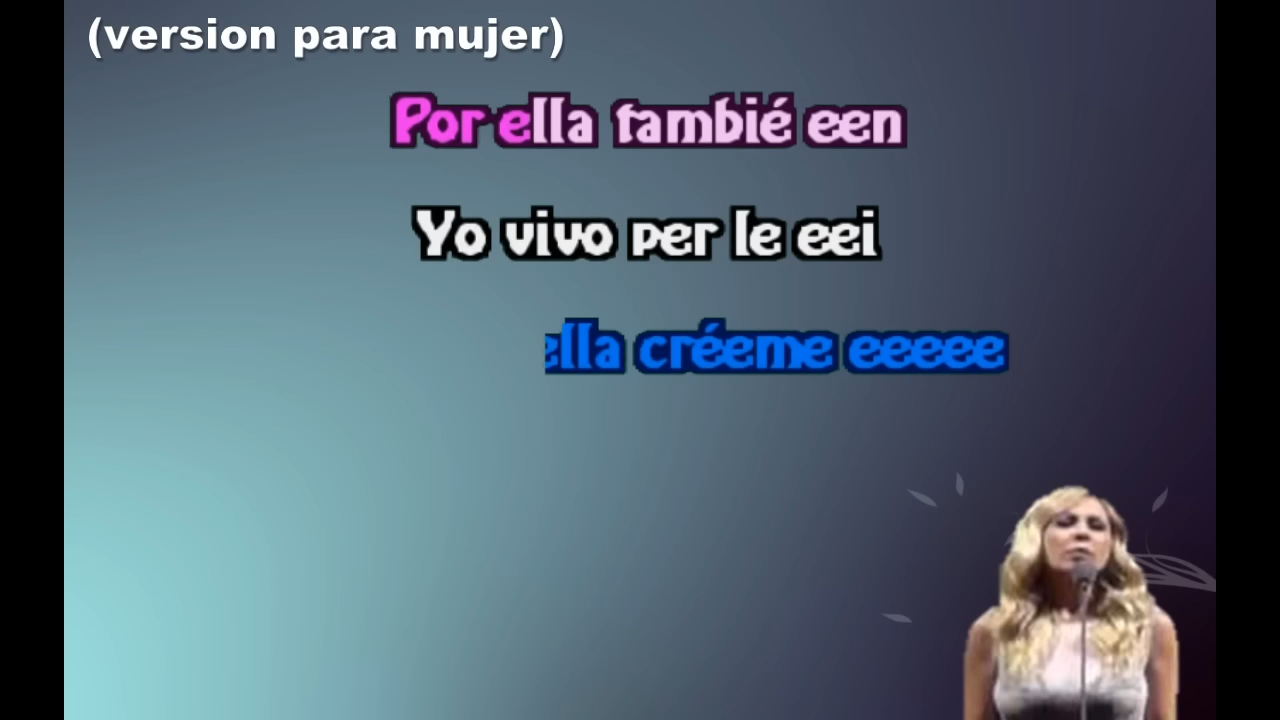 (version para mujer)
Por ella tambié een
Yo vivo per le eei
ella créeme eeeee